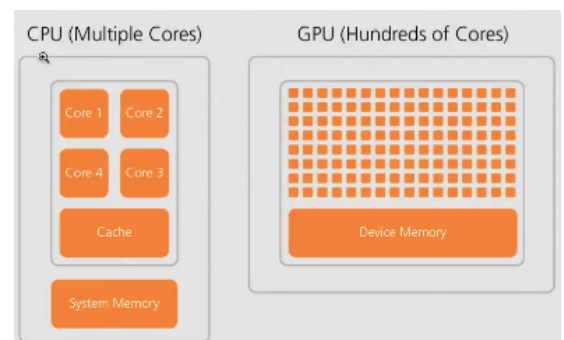 CPU (Multiple Cores)
GPU (Hundreds of Cores)
Core 1
Core 2
Core 4
Core 3
Cache
System Memory
Device Memory